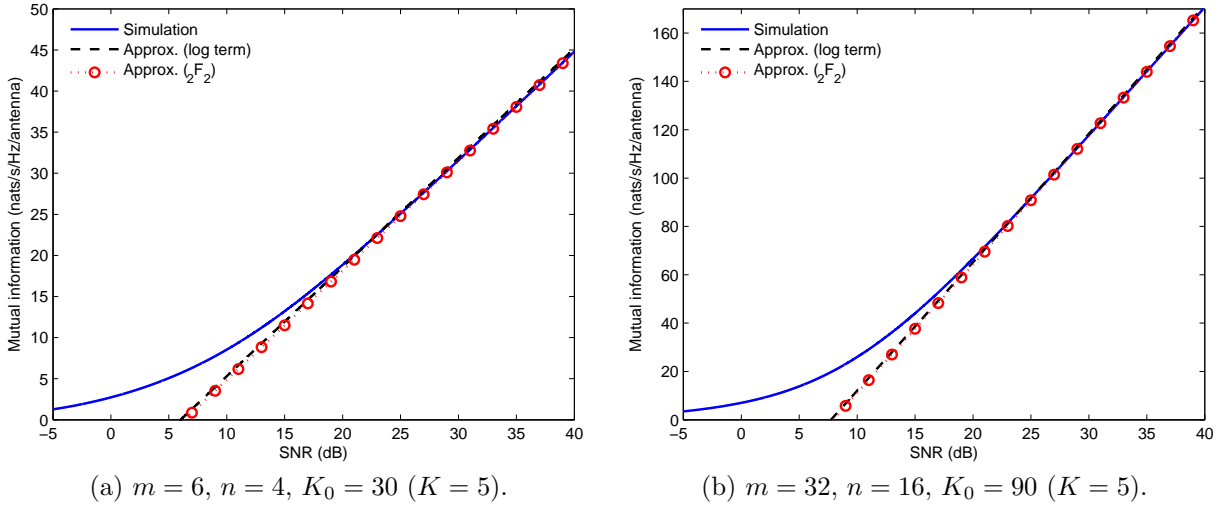 50
45
40
35
30
25
20
15
10
5
0
Mutual information (nats/s/Hz/antenna)
Simulation
Approx. (log term)
Approx. (₂F₂)
−5 0 5 10 15 20 25 30 35 40
SNR (dB)
(a) m = 6, n = 4, K₀ = 30 (K = 5).
160
140
120
100
80
60
40
20
0
Mutual information (nats/s/Hz/antenna)
Simulation
Approx. (log term)
Approx. (₂F₂)
−5 0 5 10 15 20 25 30 35 40
SNR (dB)
(b) m = 32, n = 16, K₀ = 90 (K = 5).